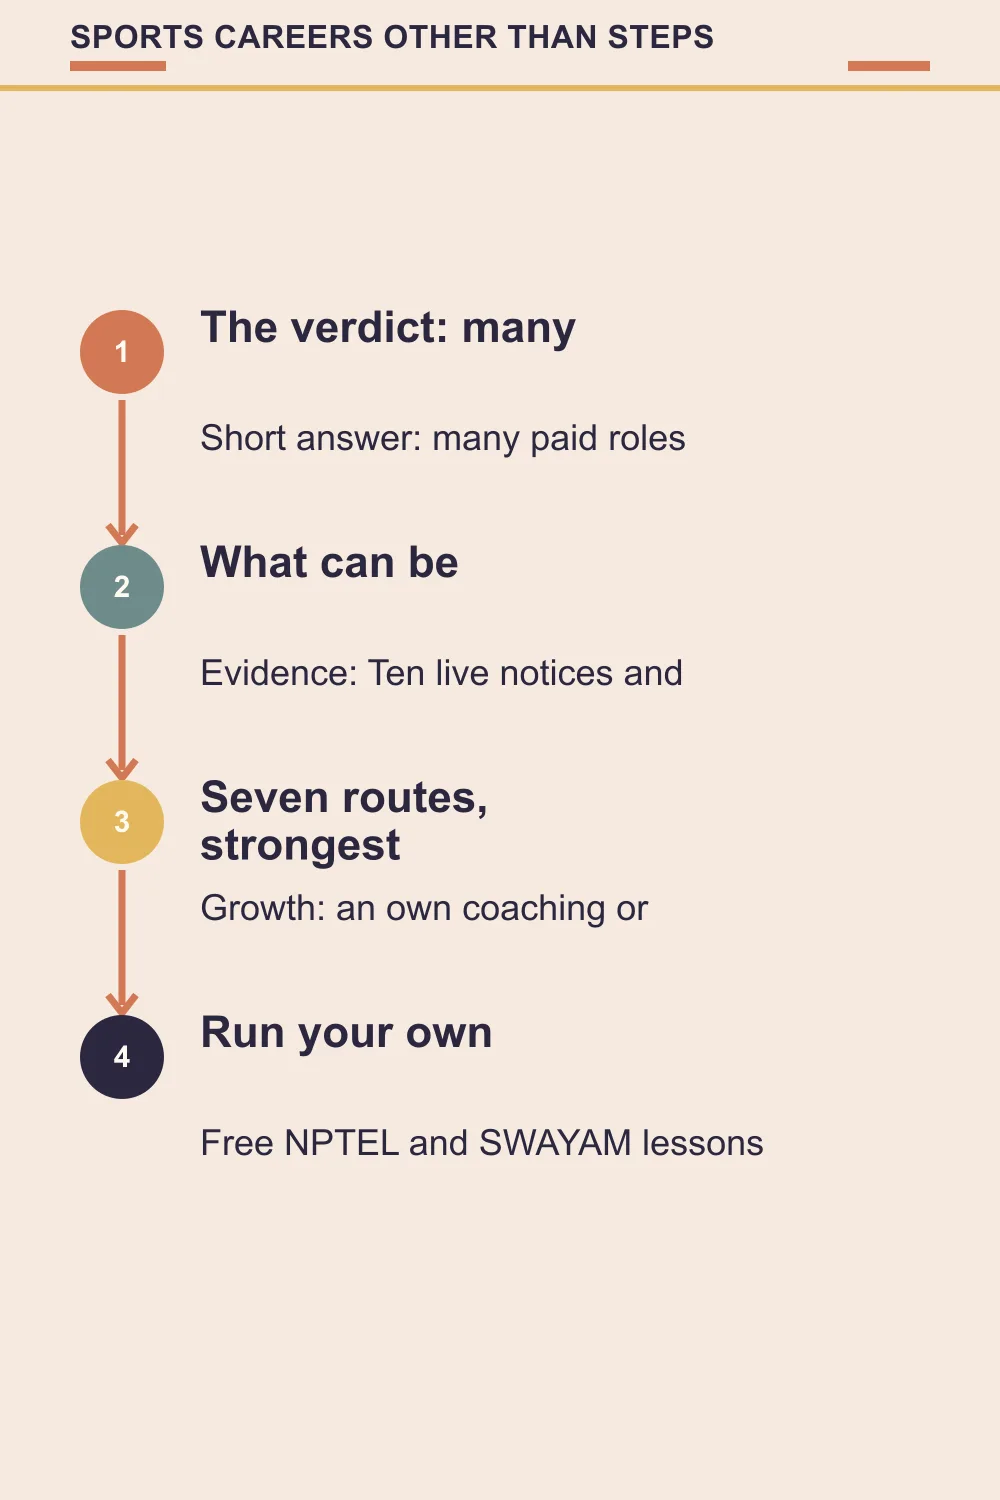 SPORTS CAREERS OTHER THAN STEPS
1
The verdict: many
Short answer: many paid roles
2
What can be
Evidence: Ten live notices and
3
Seven routes,
strongest
Growth: an own coaching or
4
Run your own
Free NPTEL and SWAYAM lessons